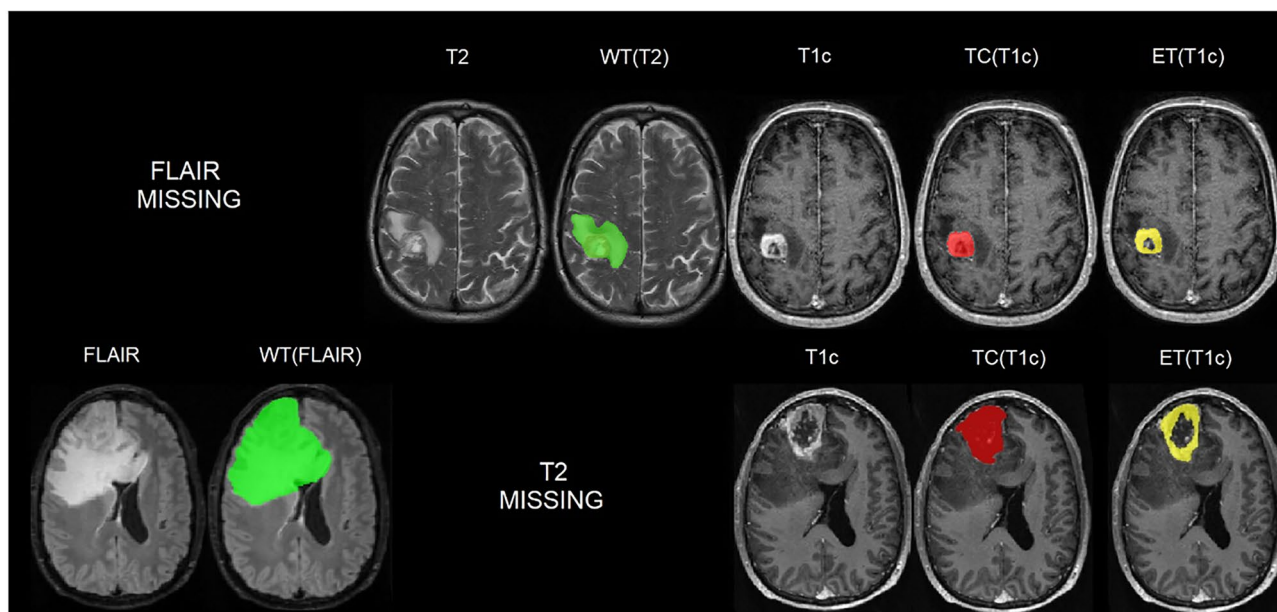 T2
WT(T2)
T1c
TC(T1c)
ET(T1c)
FLAIR
MISSING
FLAIR
WT(FLAIR)
T1c
TC(T1c)
ET(T1c)
T2
MISSING